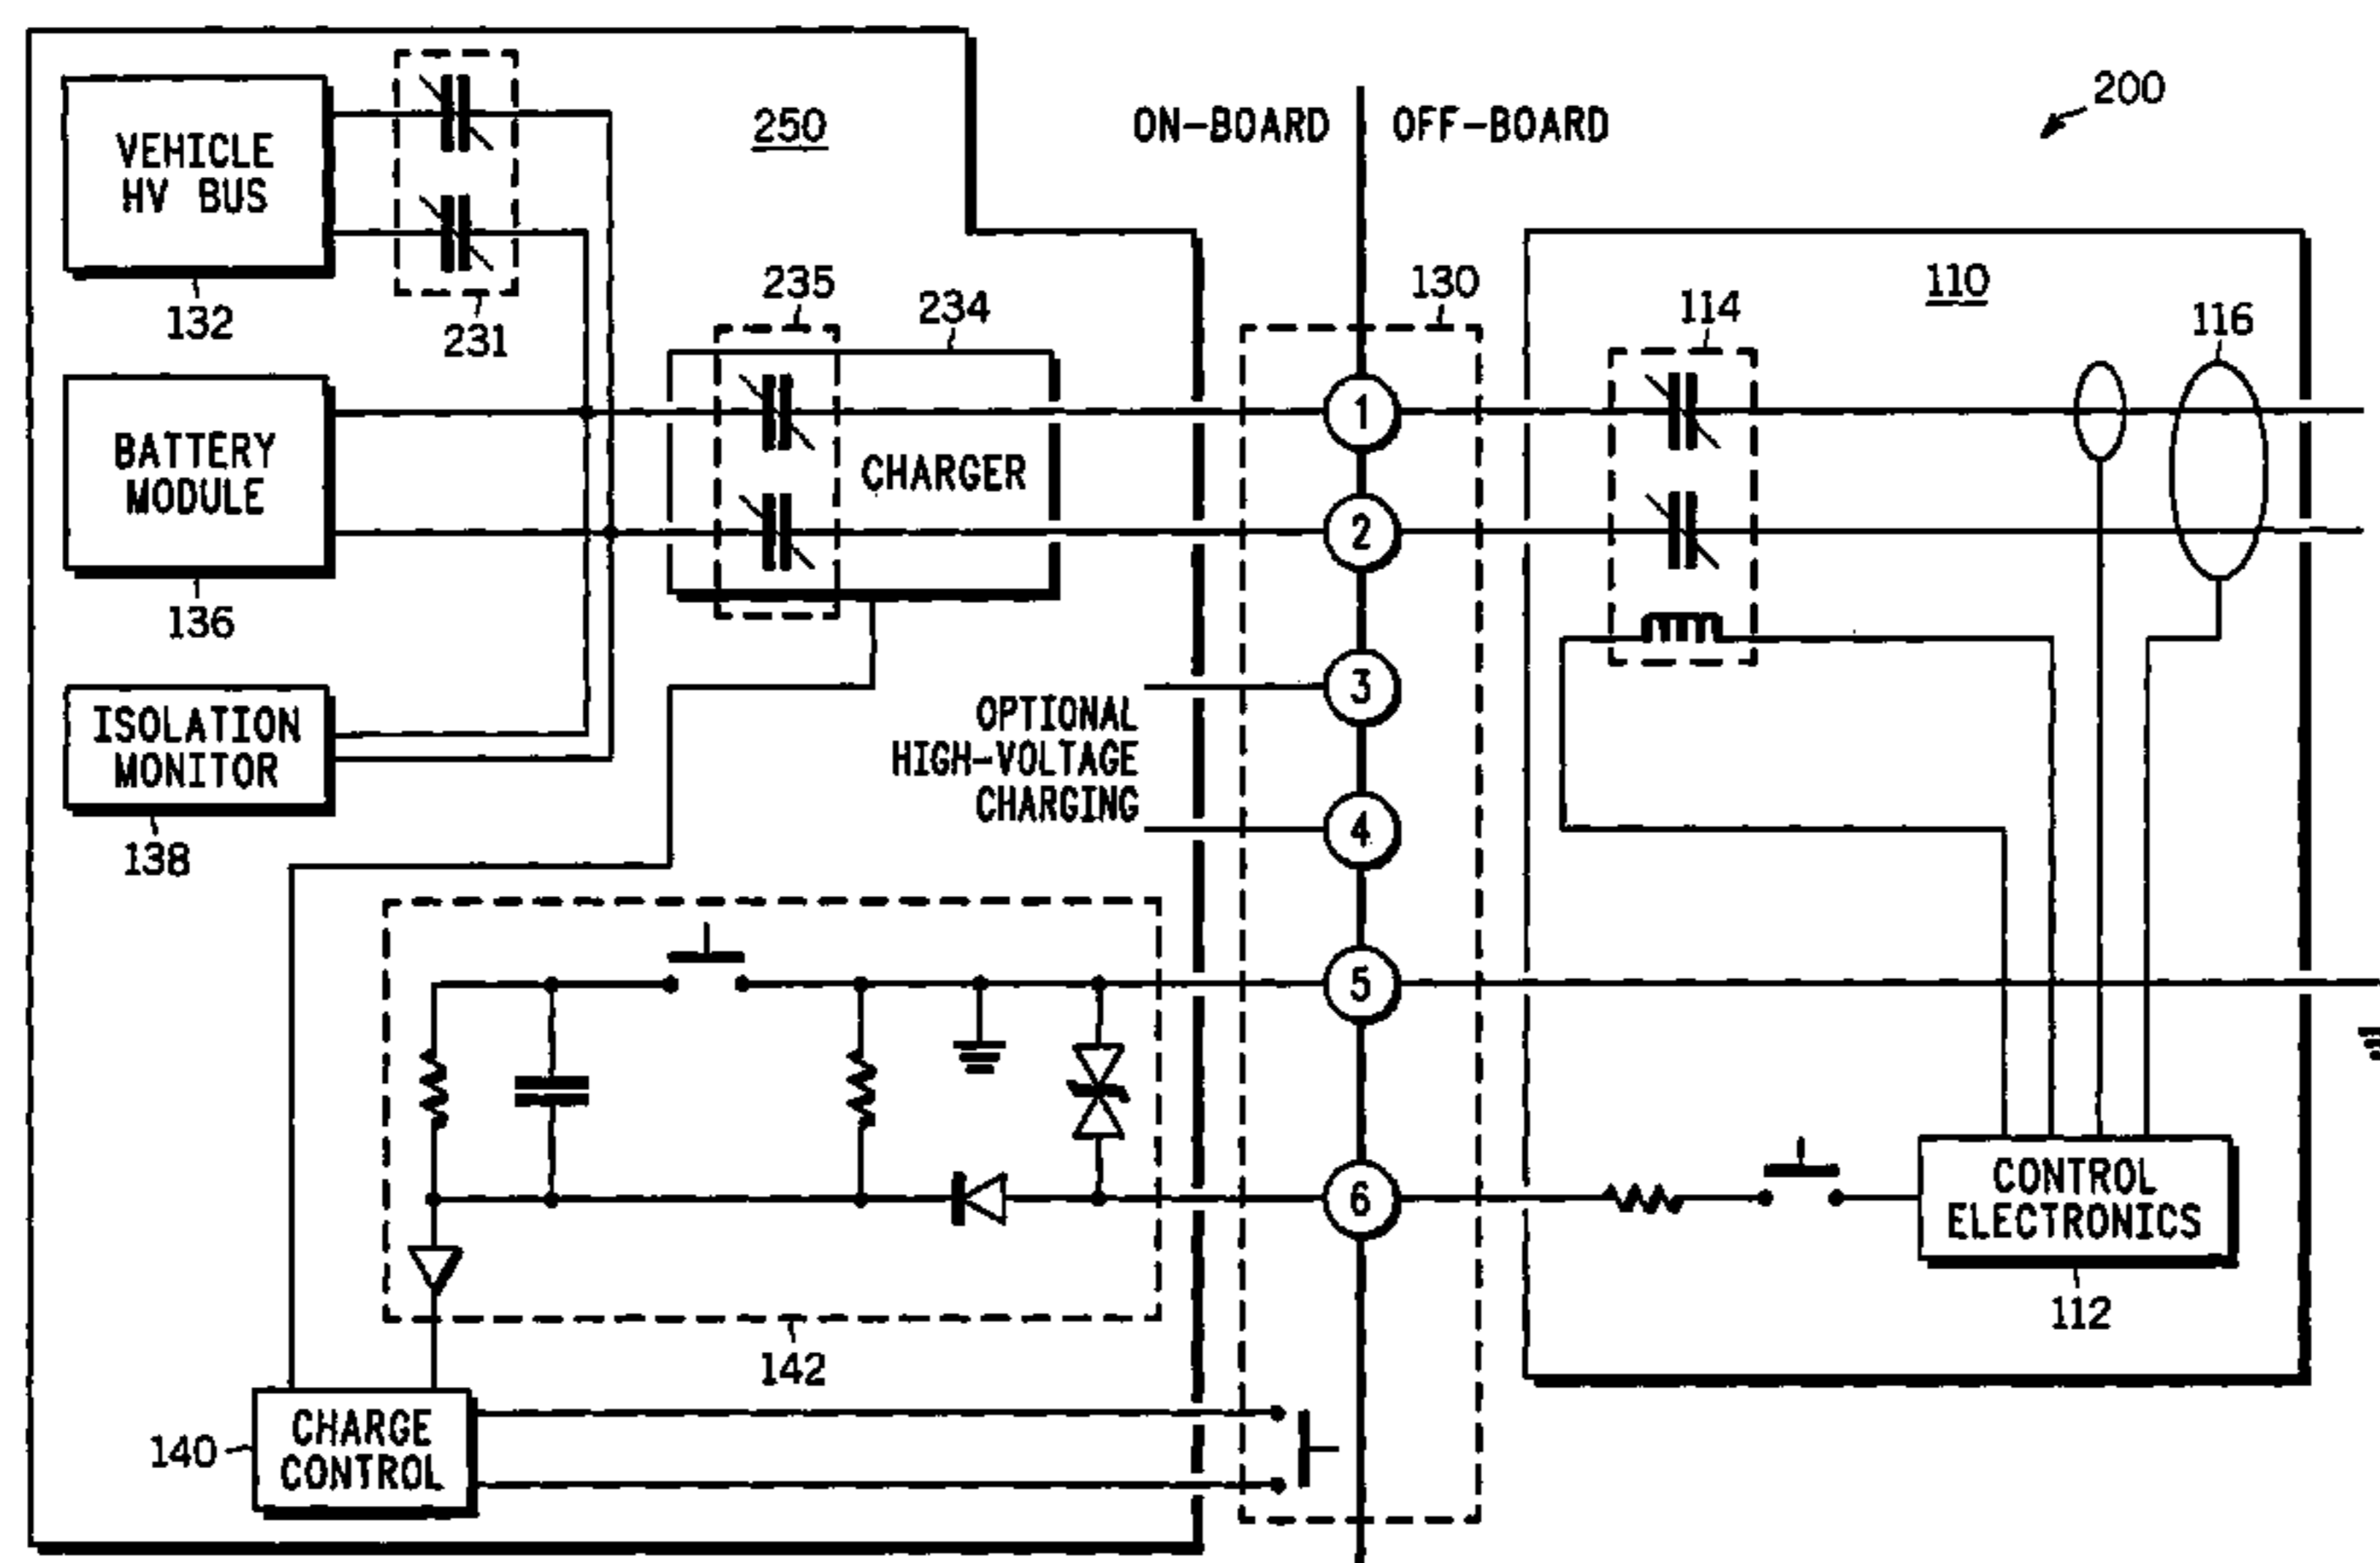 200
ON-BOARD
OFF-BOARD
250
VEHICLE
HV BUS
132
231
235
234
130
114
110
116
BATTERY
MODULE
136
CHARGER
1
2
3
4
5
6
ISOLATION
MONITOR
138
OPTIONAL
HIGH-VOLTAGE
CHARGING
142
CONTROL
ELECTRONICS
112
CHARGE
CONTROL
140